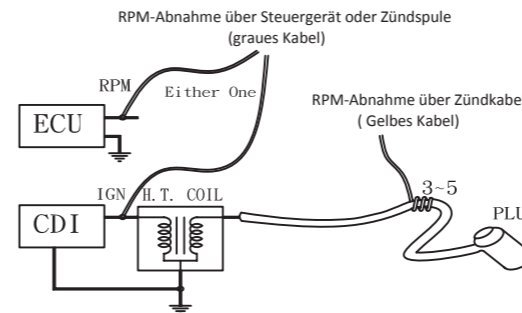 RPM-Abnahme über Steuergerät oder Zündspule
(graues Kabel)
RPM
Either One
ECU
RPM-Abnahme über Zündkabe
( Gelbes Kabel)
3~5
IGN
H.T. COIL
PLU
CDI